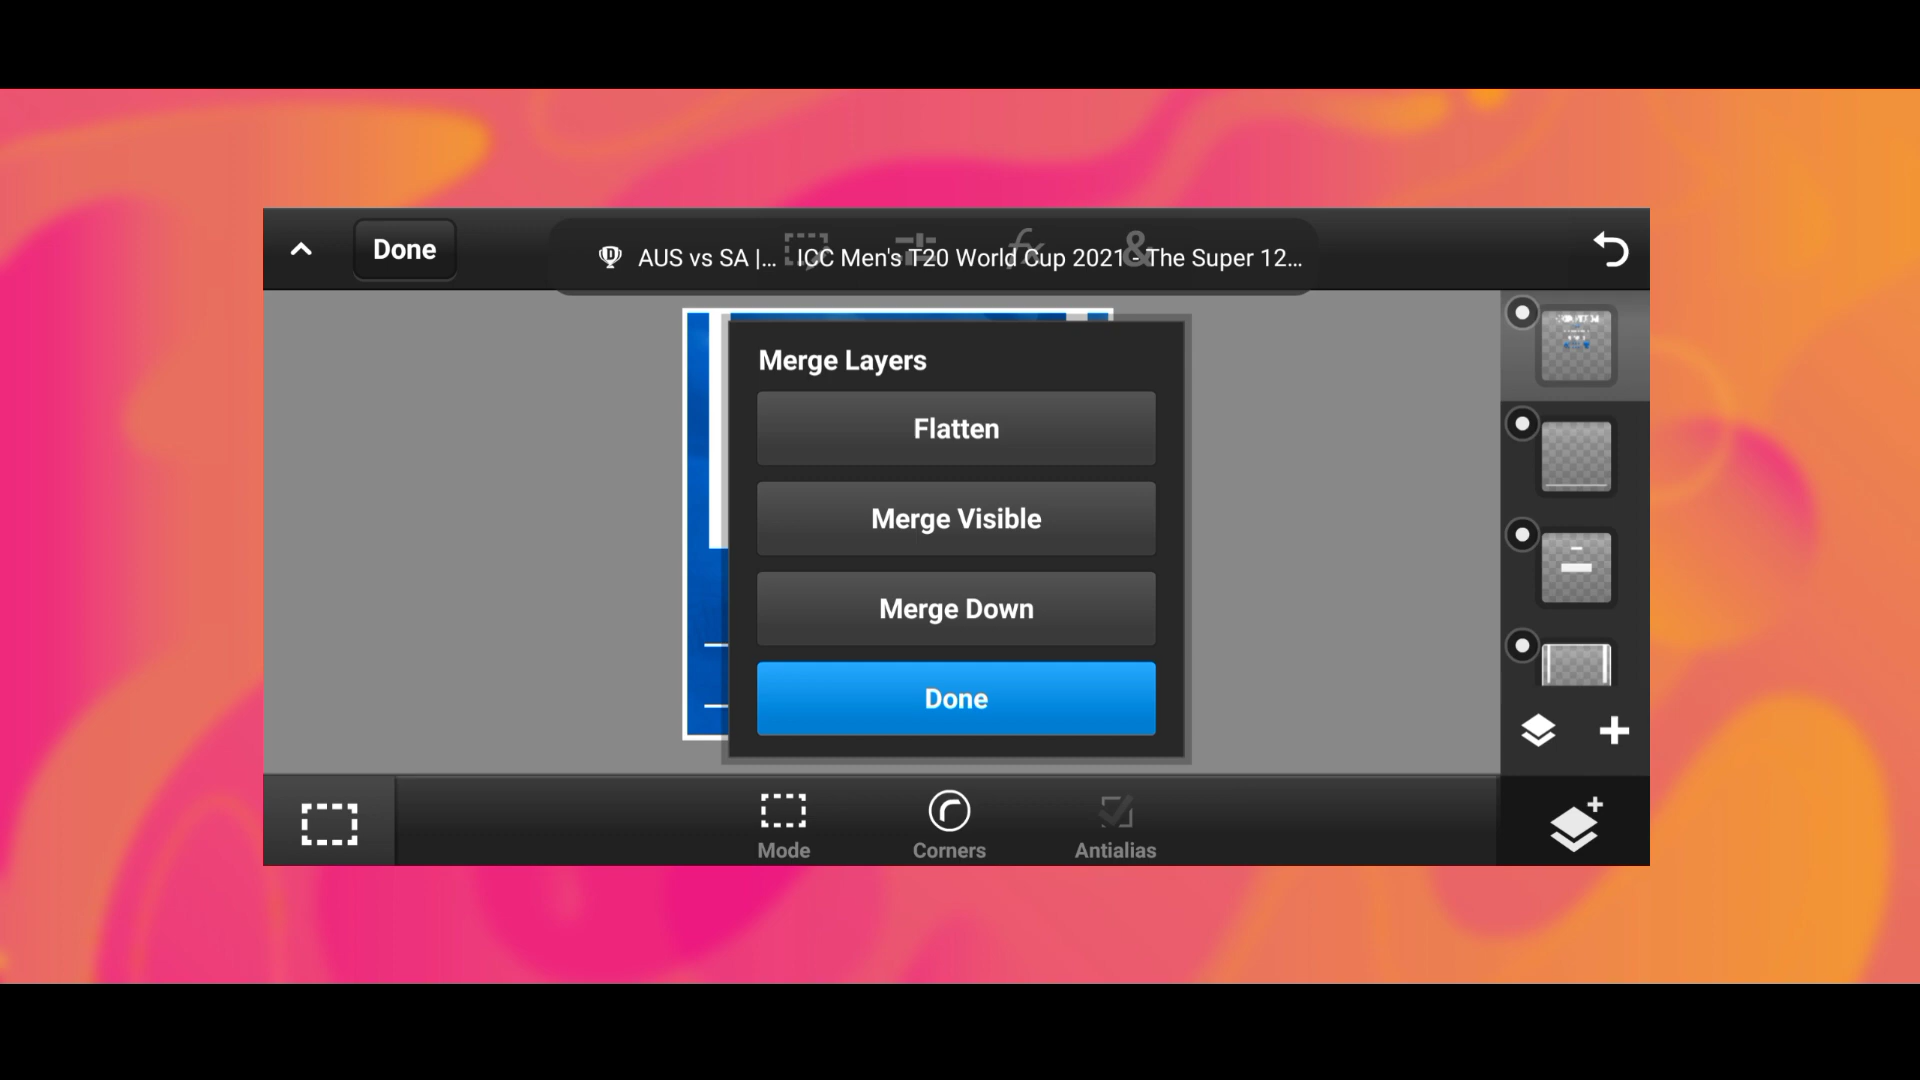 Done
AUS vs SA |... ICC Men's T20 World Cup 2021 - The Super 12...
fx &
Merge Layers
Flatten
Merge Visible
Merge Down
Done
Mode Corners Antialias